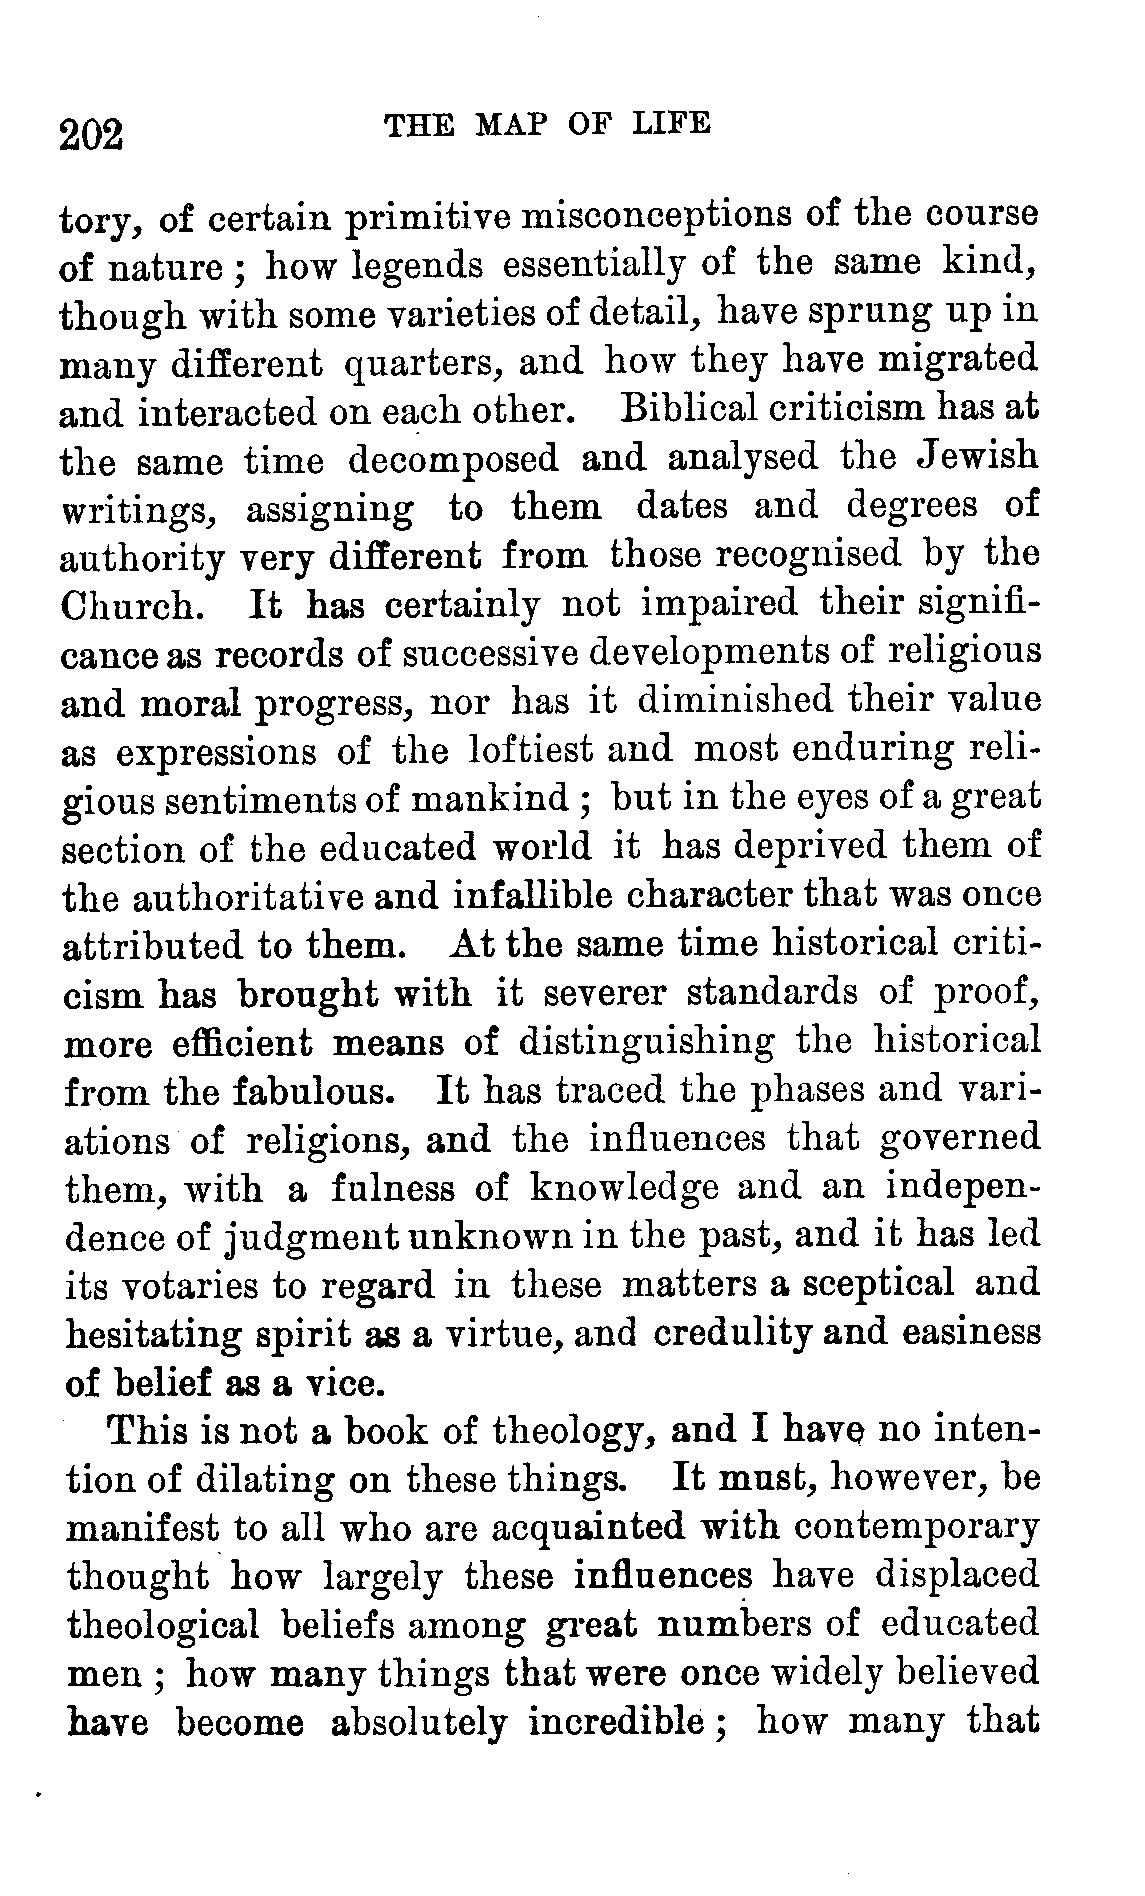 202 THE MAP OF LIFE
tory, of certain primitive misconceptions of the course
of nature ; how legends essentially of the same kind,
though with some varieties of detail, have sprung up in
many different quarters, and how they have migrated
and interacted on each other. Biblical criticism has at
the same time decomposed and analysed the Jewish
writings, assigning to them dates and degrees of
authority very different from those recognised by the
Church. It has certainly not impaired their signifi-
cance as records of successive developments of religious
and moral progress, nor has it diminished their value
as expressions of the loftiest and most enduring reli-
gious sentiments of mankind ; but in the eyes of a great
section of the educated world it has deprived them of
the authoritative and infallible character that was once
attributed to them. At the same time historical criti-
cism has brought with it severer standards of proof,
more efficient means of distinguishing the historical
from the fabulous. It has traced the phases and vari-
ations of religions, and the influences that governed
them, with a fulness of knowledge and an indepen-
dence of judgment unknown in the past, and it has led
its votaries to regard in these matters a sceptical and
hesitating spirit as a virtue, and credulity and easiness
of belief as a vice.
This is not a book of theology, and I have no inten-
tion of dilating on these things. It must, however, be
manifest to all who are acquainted with contemporary
thought how largely these influences have displaced
theological beliefs among great numbers of educated
men ; how many things that were once widely believed
have become absolutely incredible ; how many that